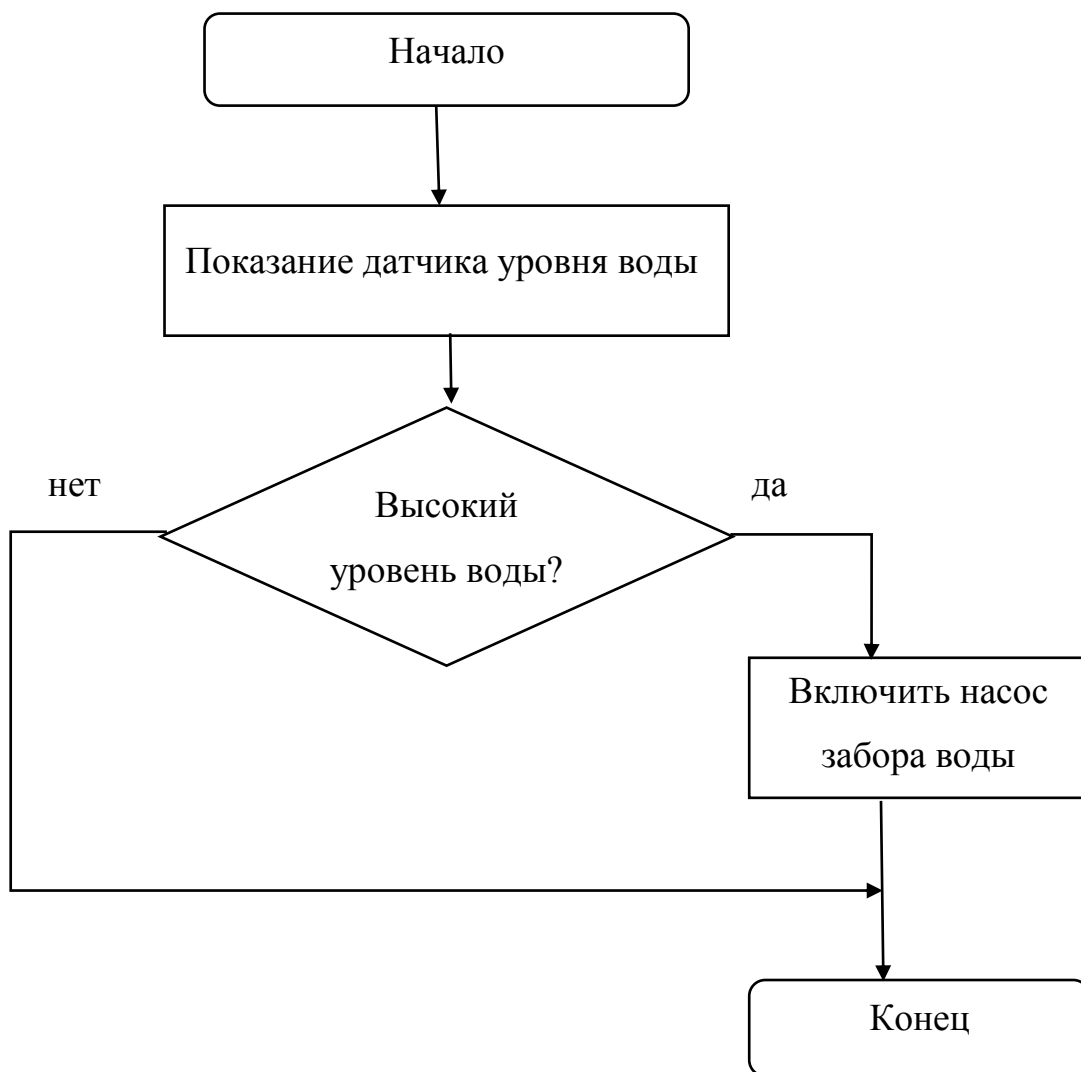 Начало
Показание датчика уровня воды
нет
да
Высокий
уровень воды?
Включить насос
забора воды
Конец